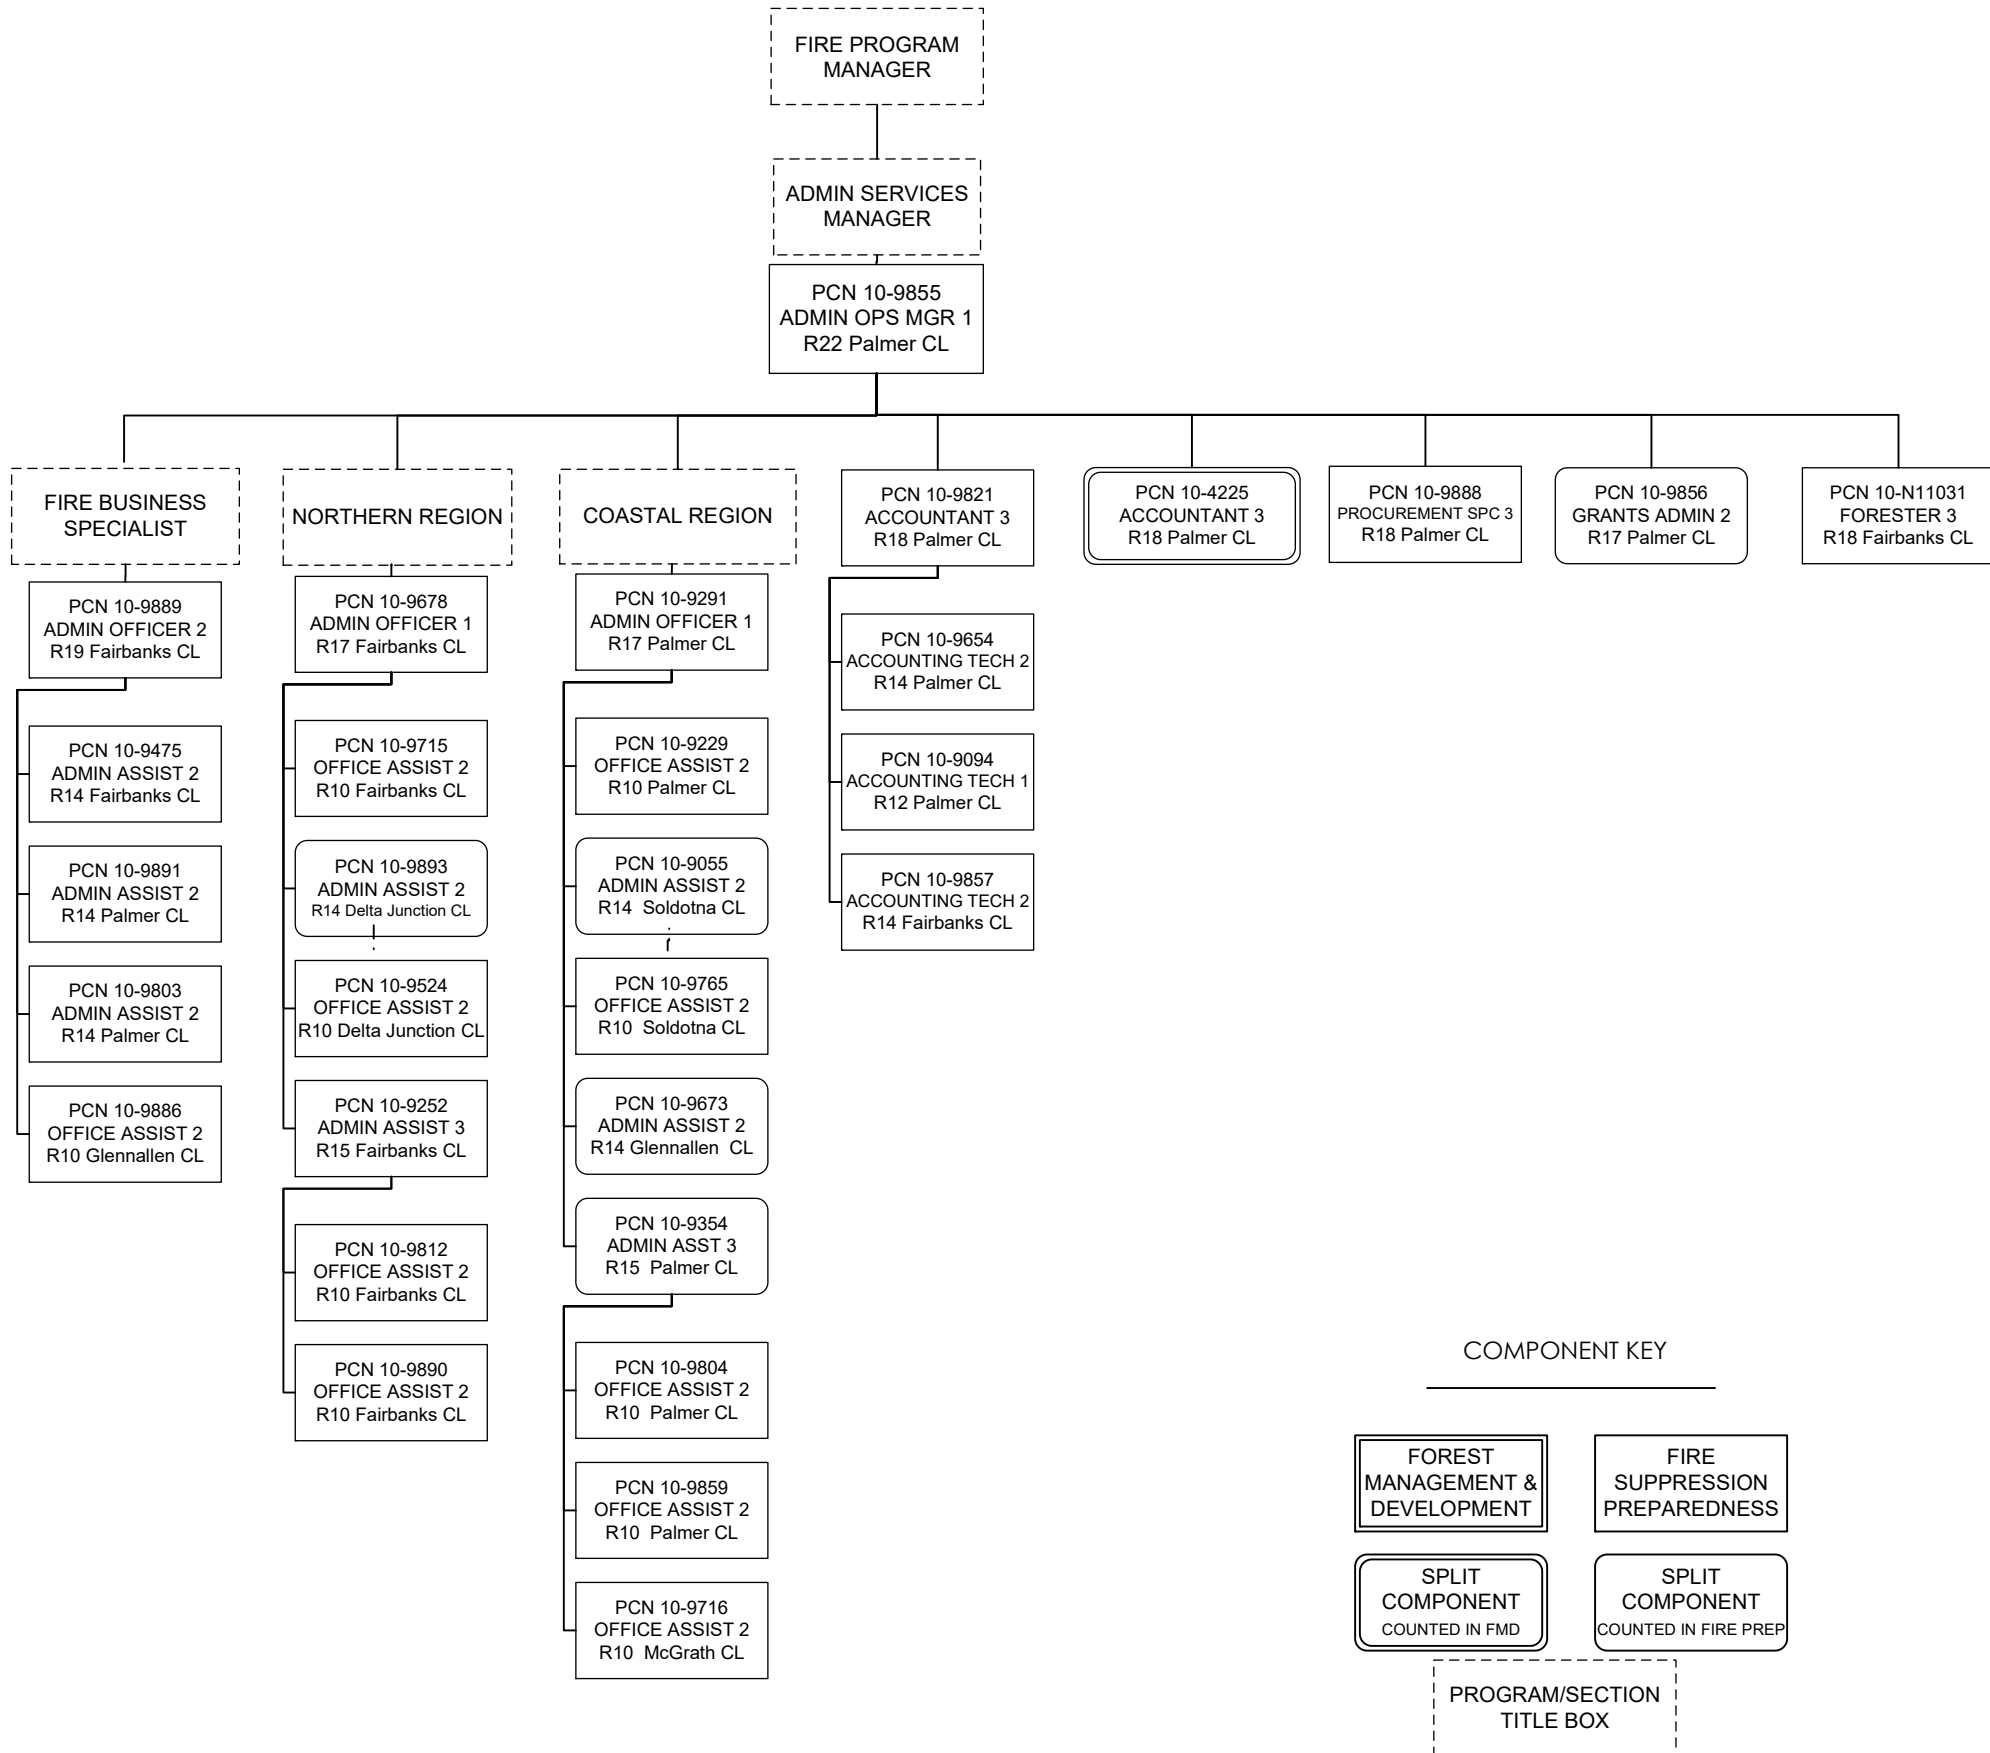 FIRE PROGRAM
MANAGER
ADMIN SERVICES
MANAGER
PCN 10-9855
ADMIN OPS MGR 1
R22 Palmer CL
FIRE BUSINESS
SPECIALIST
PCN 10-9889
ADMIN OFFICER 2
R19 Fairbanks CL
PCN 10-9475
ADMIN ASSIST 2
R14 Fairbanks CL
PCN 10-9891
ADMIN ASSIST 2
R14 Palmer CL
PCN 10-9803
ADMIN ASSIST 2
R14 Palmer CL
PCN 10-9886
OFFICE ASSIST 2
R10 Glennallen CL
NORTHERN REGION
PCN 10-9678
ADMIN OFFICER 1
R17 Fairbanks CL
PCN 10-9715
OFFICE ASSIST 2
R10 Fairbanks CL
PCN 10-9893
ADMIN ASSIST 2
R14 Delta Junction CL
PCN 10-9524
OFFICE ASSIST 2
R10 Delta Junction CL
PCN 10-9252
ADMIN ASSIST 3
R15 Fairbanks CL
PCN 10-9812
OFFICE ASSIST 2
R10 Fairbanks CL
PCN 10-9890
OFFICE ASSIST 2
R10 Fairbanks CL
COASTAL REGION
PCN 10-9291
ADMIN OFFICER 1
R17 Palmer CL
PCN 10-9229
OFFICE ASSIST 2
R10 Palmer CL
PCN 10-9055
ADMIN ASSIST 2
R14 Soldotna CL
PCN 10-9765
OFFICE ASSIST 2
R10 Soldotna CL
PCN 10-9673
ADMIN ASSIST 2
R14 Glennallen CL
PCN 10-9354
ADMIN ASST 3
R15 Palmer CL
PCN 10-9804
OFFICE ASSIST 2
R10 Palmer CL
PCN 10-9859
OFFICE ASSIST 2
R10 Palmer CL
PCN 10-9716
OFFICE ASSIST 2
R10 McGrath CL
PCN 10-9821
ACCOUNTANT 3
R18 Palmer CL
PCN 10-9654
ACCOUNTING TECH 2
R14 Palmer CL
PCN 10-9094
ACCOUNTING TECH 1
R12 Palmer CL
PCN 10-9857
ACCOUNTING TECH 2
R14 Fairbanks CL
PCN 10-4225
ACCOUNTANT 3
R18 Palmer CL
PCN 10-9888
PROCUREMENT SPC 3
R18 Palmer CL
PCN 10-9856
GRANTS ADMIN 2
R17 Palmer CL
PCN 10-N11031
FORESTER 3
R18 Fairbanks CL
COMPONENT KEY
FOREST
MANAGEMENT &
DEVELOPMENT
FIRE
SUPPRESSION
PREPAREDNESS
SPLIT
COMPONENT
COUNTED IN FMD
SPLIT
COMPONENT
COUNTED IN FIRE PREP
PROGRAM/SECTION
TITLE BOX